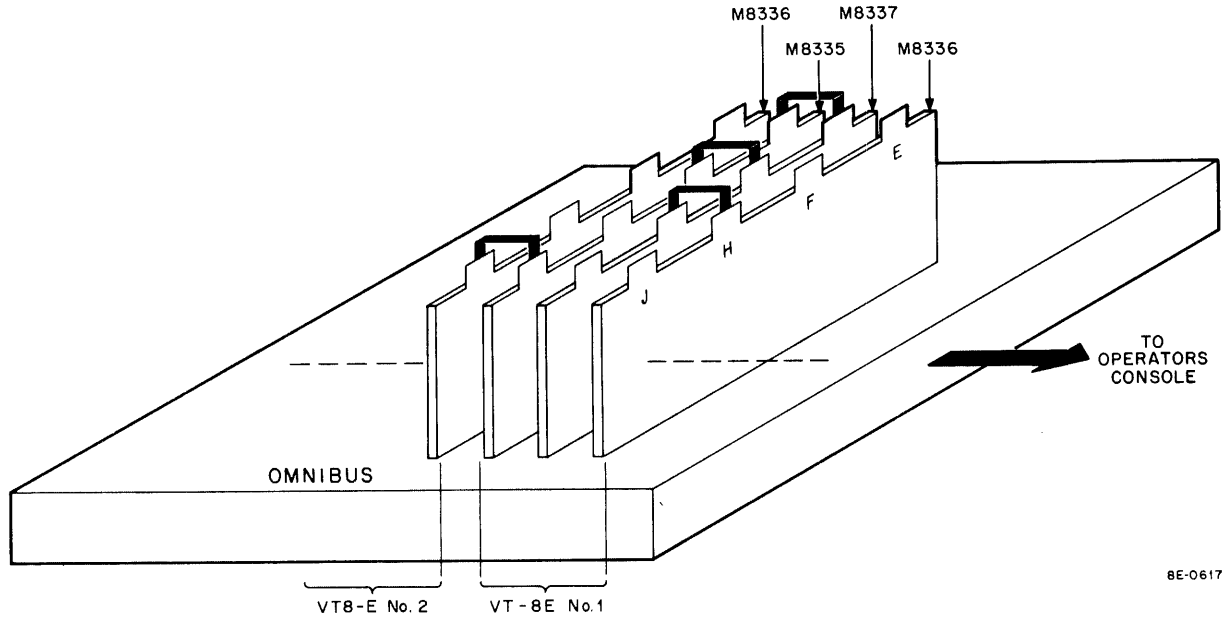 M8336
M8337
M8335
M8336
E
F
H
J
TO
OPERATORS
CONSOLE
OMNIBUS
8E-0617
VT8-E No. 2
VT-8E No. 1